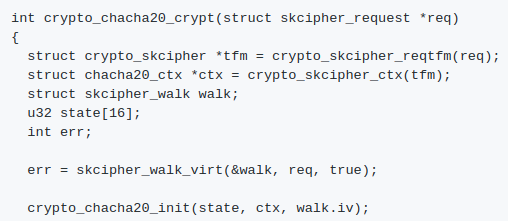 int crypto_chacha20_crypt(struct skcipher_request *req)
{
  struct crypto_skcipher *tfm = crypto_skcipher_reqtfm(req);
  struct chacha20_ctx *ctx = crypto_skcipher_ctx(tfm);
  struct skcipher_walk walk;
  u32 state[16];
  int err;

  err = skcipher_walk_virt(&walk, req, true);

  crypto_chacha20_init(state, ctx, walk.iv);